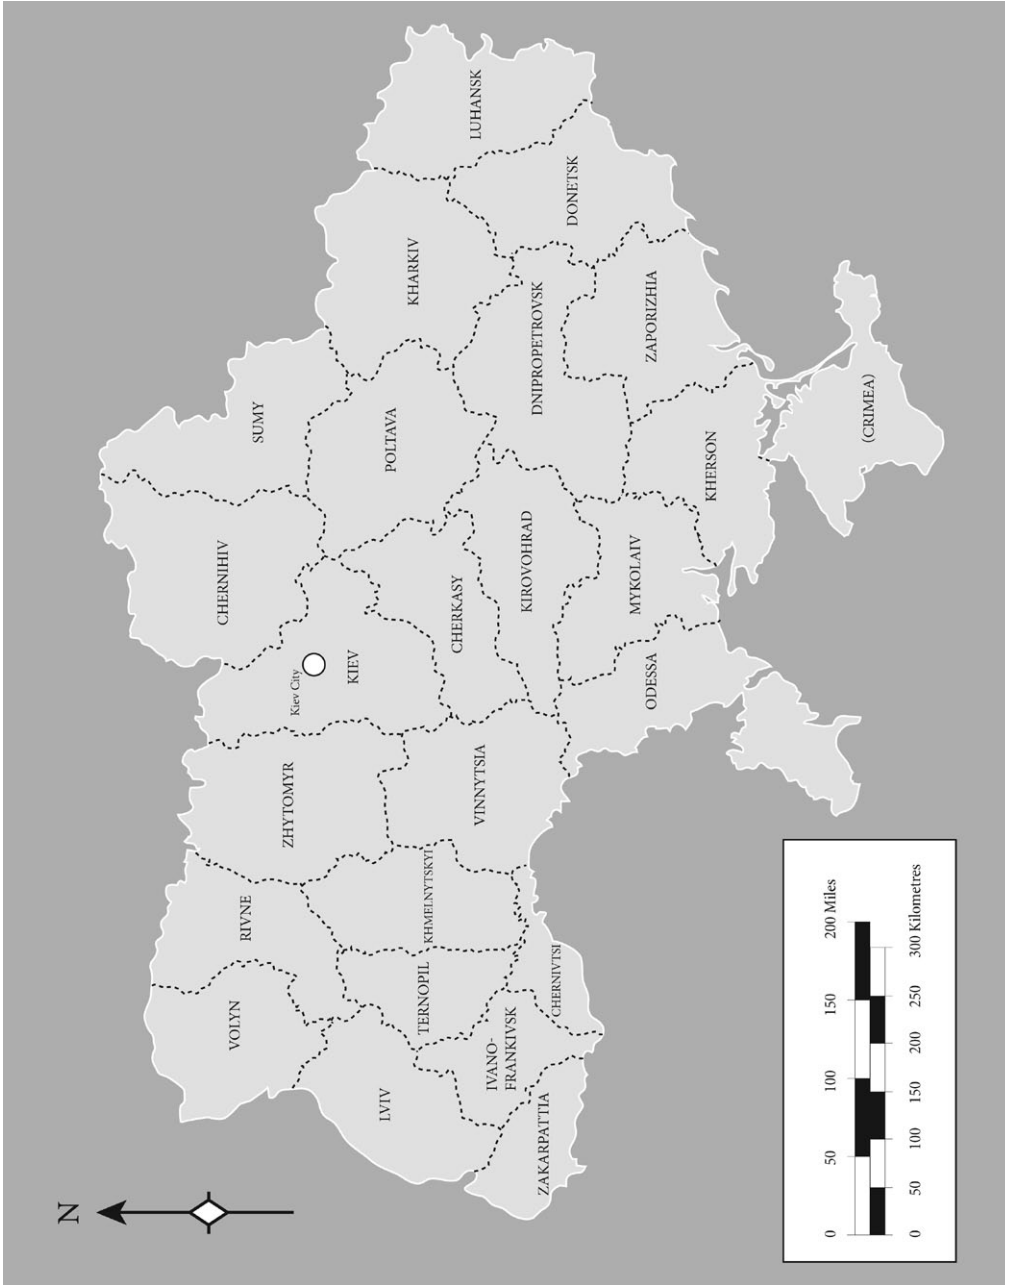 N
VOLYN
RIVNE
CHERNIHIV
SUMY
ZHYTOMYR
Kiev City
KIEV
LVIV
POLTAVA
KHARKIV
TERNOPIL
KHMELNYTSKYI
CHERKASY
LUHANSK
VINNYTSIA
IVANO-
FRANKIVSK
KIROVOHRAD
DNIPROPETROVSK
ZAKARPATTIA
CHERNIVTSI
DONETSK
MYKOLAIV
ODESSA
ZAPORIZHIA
KHERSON
(CRIMEA)
0 50 100 150 200 Miles
0 50 100 150 200 250 300 Kilometres